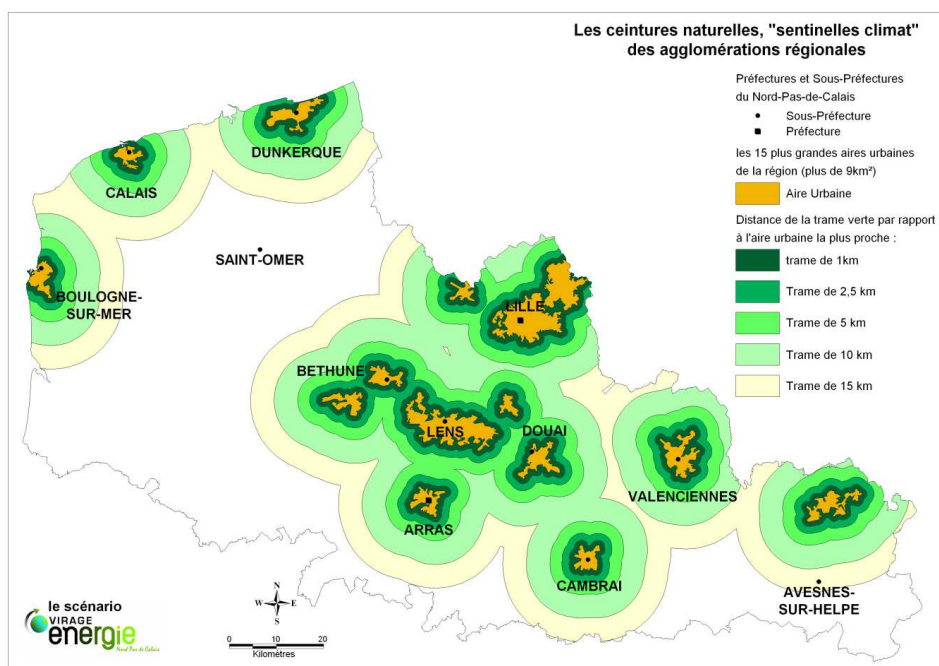 Les ceintures naturelles, "sentinelles climat"
des agglomérations régionales
Préfectures et Sous-Préfectures
du Nord-Pas-de-Calais
Sous-Préfecture
Préfecture
les 15 plus grandes aires urbaines
de la région (plus de 9km²)
Aire Urbaine
Distance de la trame verte par rapport
à l'aire urbaine la plus proche :
trame de 1km
Trame de 2,5 km
Trame de 5 km
Trame de 10 km
Trame de 15 km
DUNKERQUE
CALAIS
SAINT-OMER
BOULOGNE-
SUR-MER
LILLE
BETHUNE
LENS
DOUAI
VALENCIENNES
ARRAS
CAMBRAI
AVESNES-
SUR-HELPE
le scénario
VIRAGE
énergie
Nord Pas de Calais
N
W E
S
0 10 20
Kilomètres